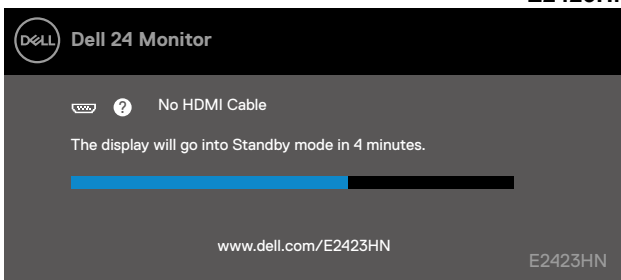 DELL Dell 24 Monitor
? No HDMI Cable
The display will go into Standby mode in 4 minutes.
www.dell.com/E2423HN
E2423HN